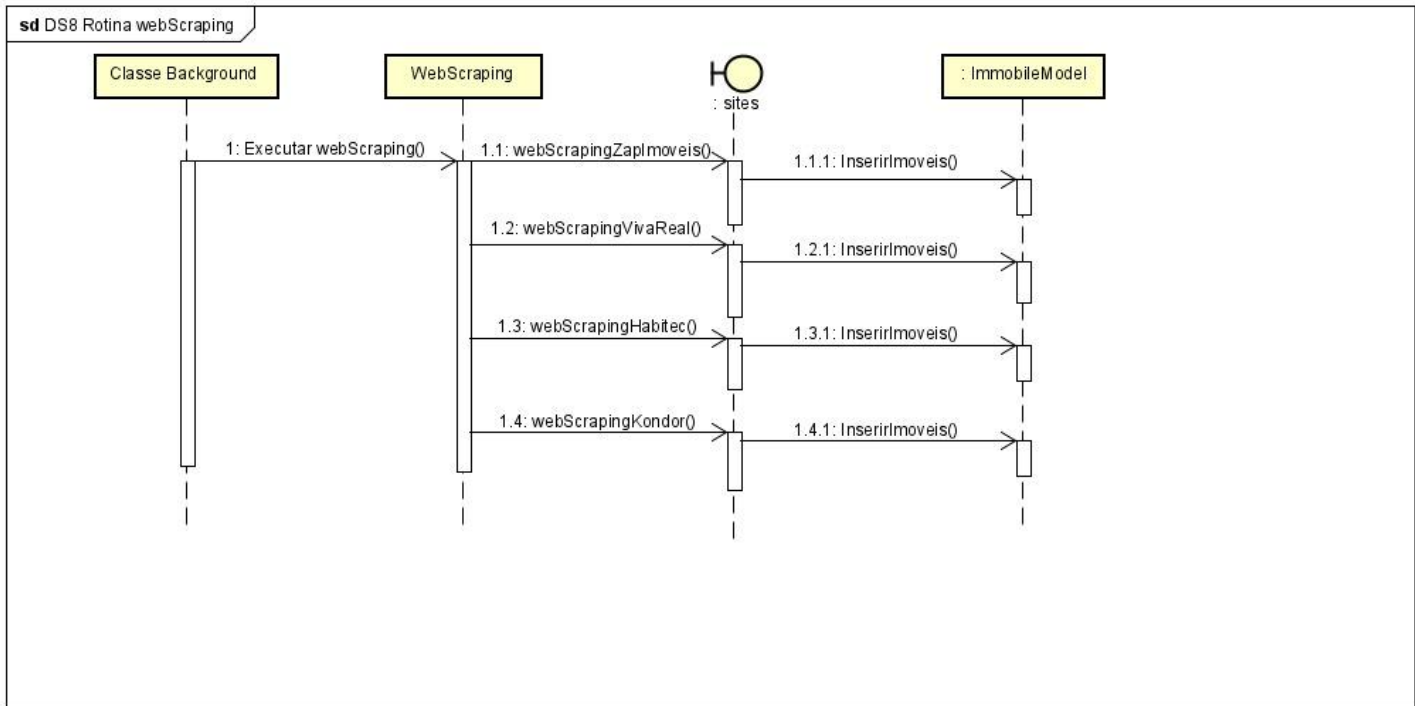 sd DS8 Rotina webScraping
Classe Background
WebScraping
: sites
: ImmobileModel
1: Executar webScraping()
1.1: webScrapingZapImoveis()
1.1.1: InserirImoveis()
1.2: webScrapingVivaReal()
1.2.1: InserirImoveis()
1.3: webScrapingHabitec()
1.3.1: InserirImoveis()
1.4: webScrapingKondor()
1.4.1: InserirImoveis()